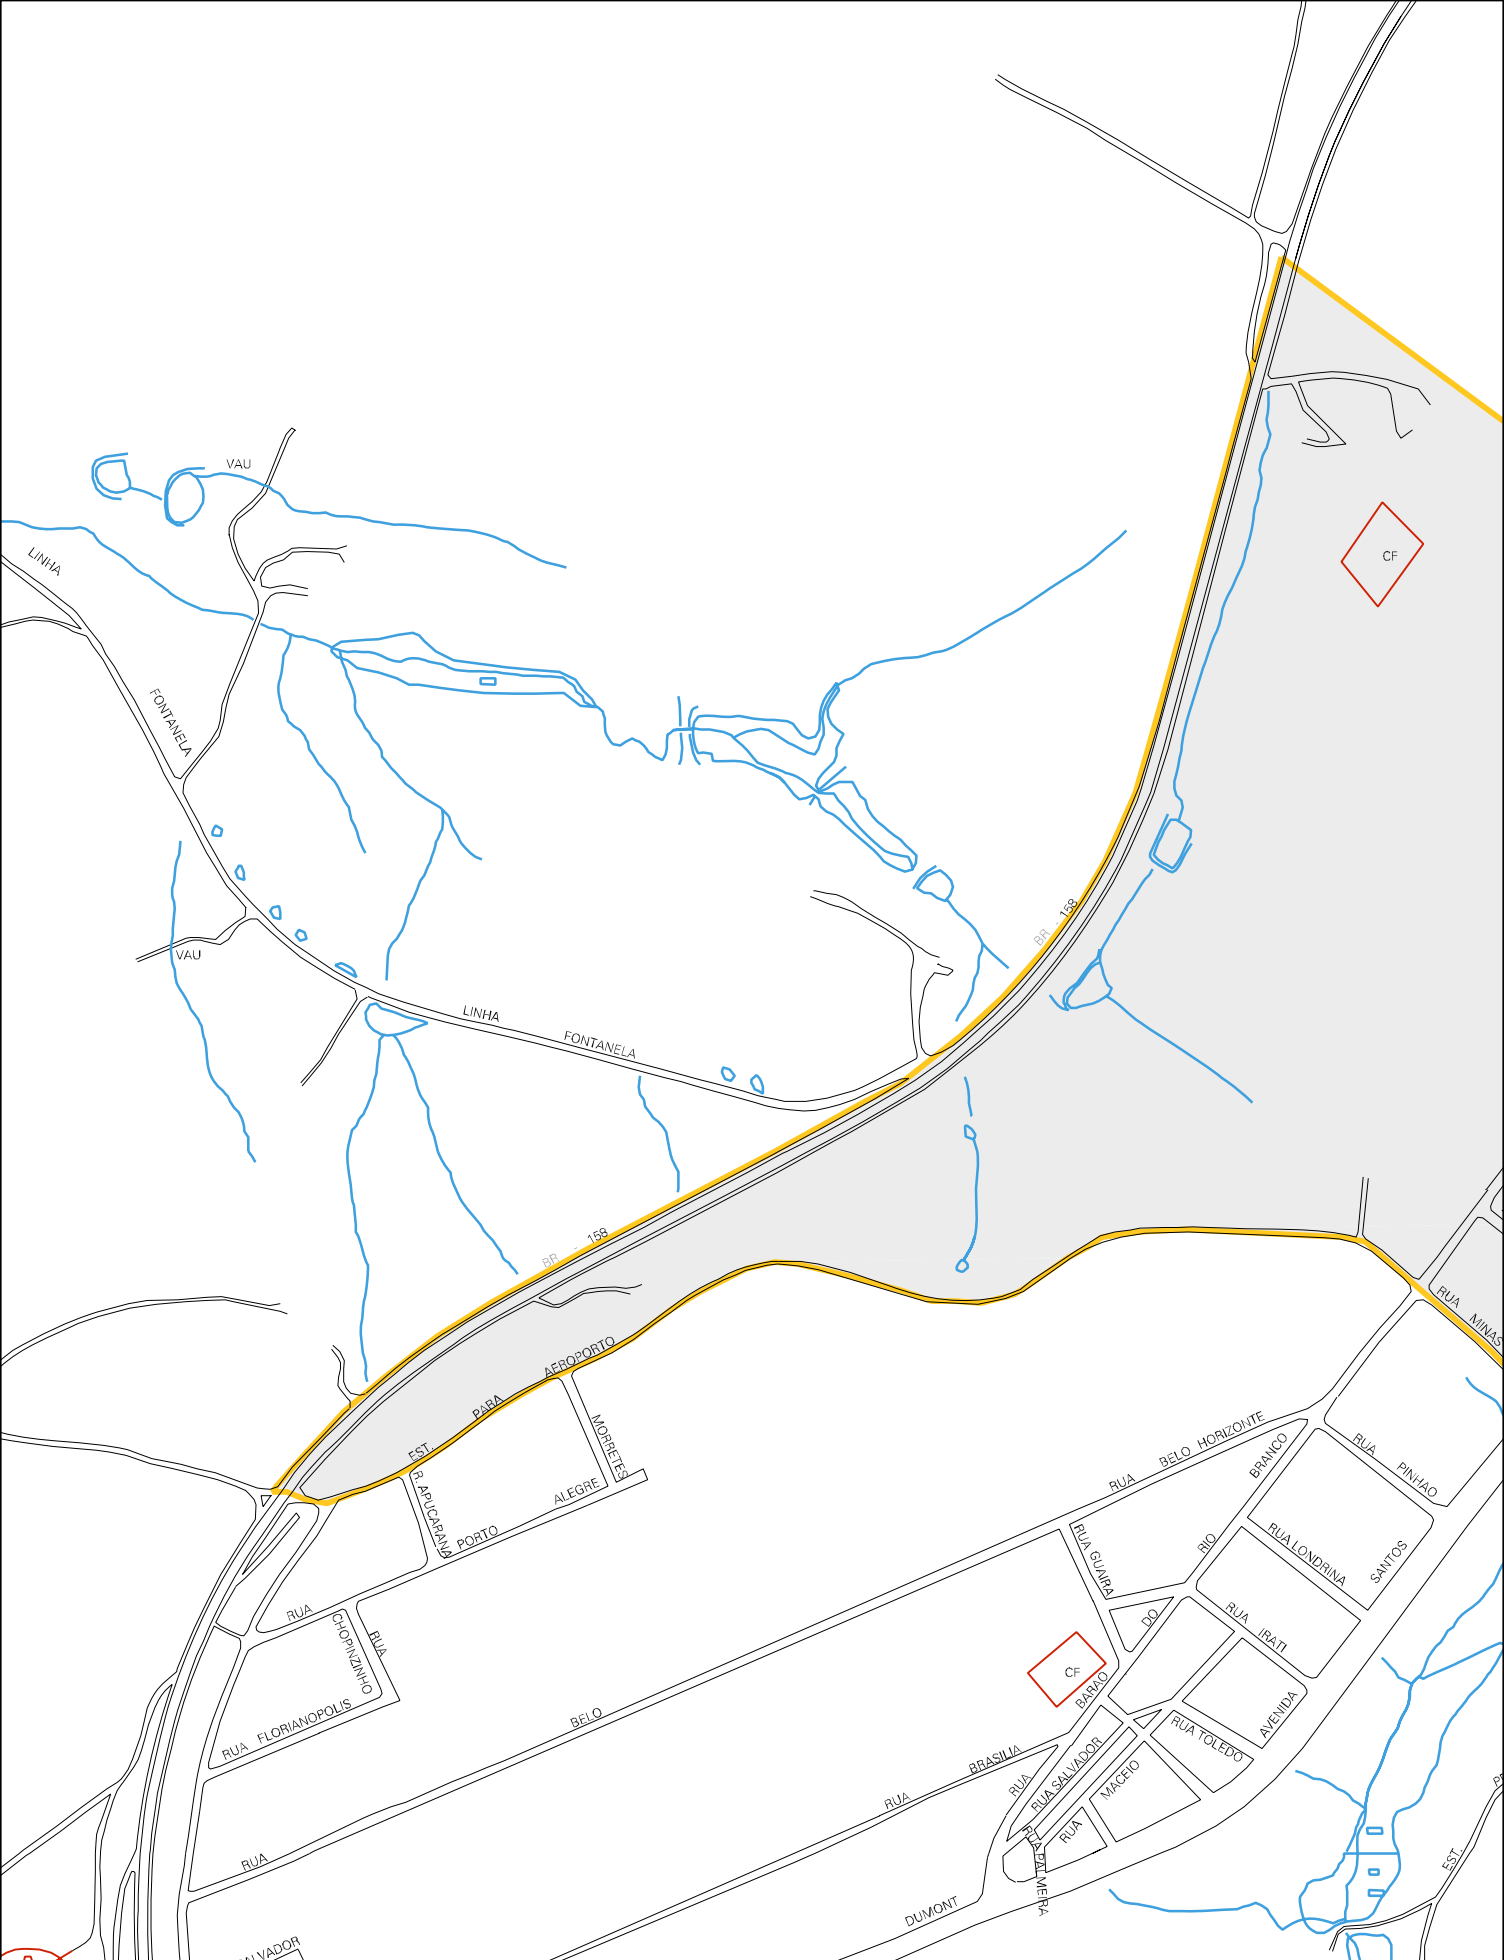 VAU
LINHA
CF
FONTANELA
BR - 158
VAU
LINHA
FONTANELA
BR - 158
RUA MINAS
AEROPORTO
PARA
EST.
MORRETES
R. APUCARANA
ALEGRE
PORTO
RUA
CHOPINZINHO
RUA
RUA FLORIANOPOLIS
RUA BELO HORIZONTE
BRANCO
RUA PINHAO
RIO
RUA LONDRINA
SANTOS
RUA GUAIRA
DO
RUA IRATI
CF
BARAO
AVENIDA
BELO
BRASILIA
RUA
RUA
RUA SALVADOR
MACEIO
RUA TOLEDO
RUA
RUA PALMEIRA
RUA
DUMONT
EST.
ALVADOR